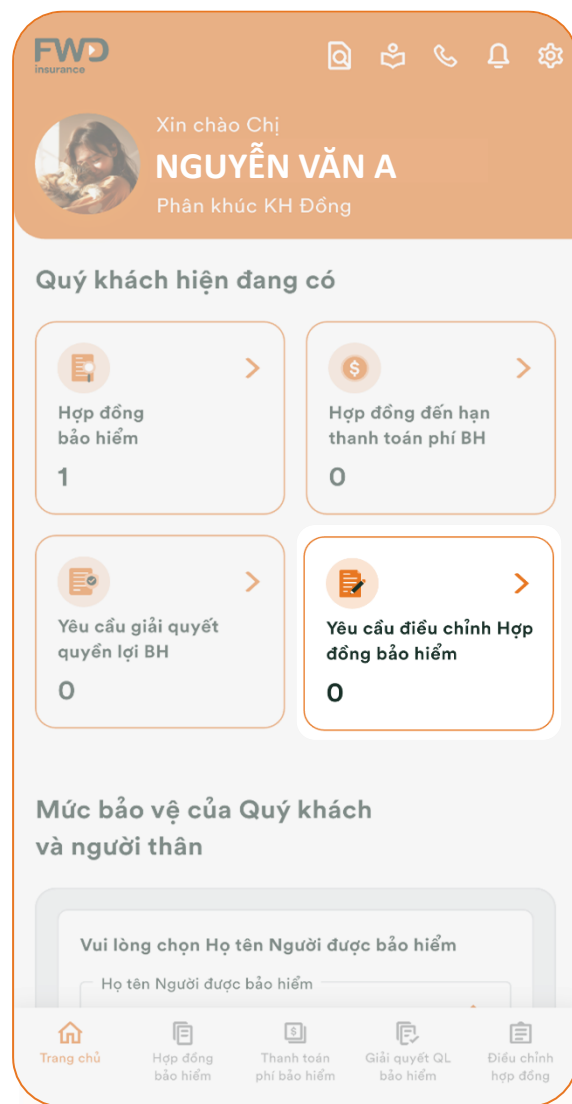 FWD
insurance
Xin chào Chị
NGUYỄN VĂN A
Phân khúc KH Đồng
Quý khách hiện đang có
Hợp đồng
bảo hiểm
1
Hợp đồng đến hạn
thanh toán phí BH
0
Yêu cầu giải quyết
quyền lợi BH
0
Yêu cầu điều chỉnh Hợp
đồng bảo hiểm
0
Mức bảo vệ của Quý khách
và người thân
Vui lòng chọn Họ tên Người được bảo hiểm
Họ tên Người được bảo hiểm
Trang chủ
Hợp đồng
bảo hiểm
Thanh toán
phí bảo hiểm
Giải quyết QL
bảo hiểm
Điều chỉnh
hợp đồng